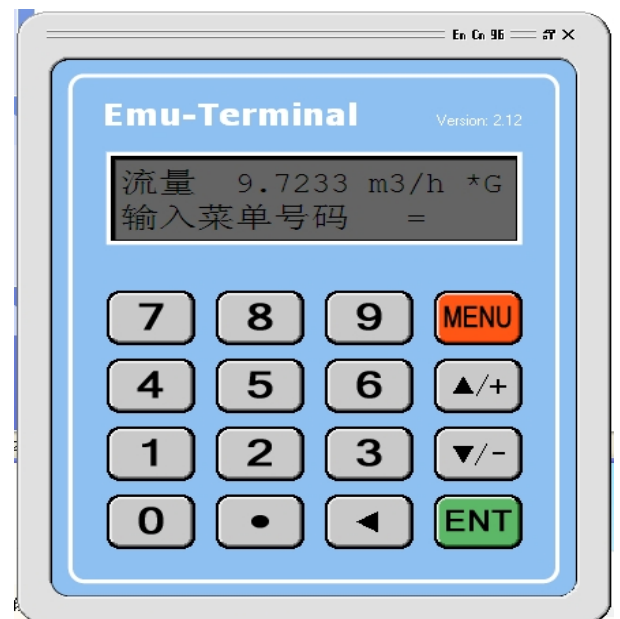 En Cn 96
Emu-Terminal
Version: 2.12
流量 9.7233 m3/h *G
输入菜单号码 =
7 8 9 MENU
4 5 6 ▲/+
1 2 3 ▼/-
0 • ◀ ENT